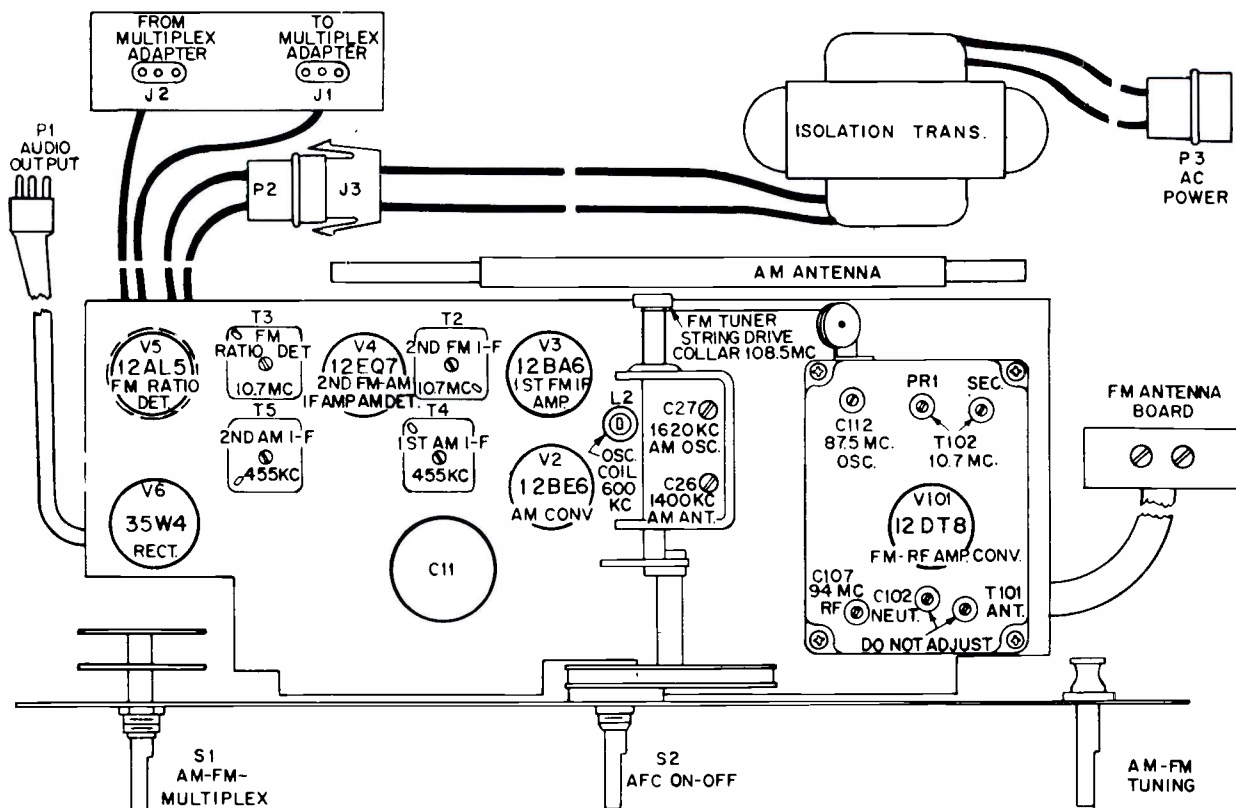 FROM
MULTIPLEX
ADAPTER
J2
TO
MULTIPLEX
ADAPTER
J1
P1
AUDIO
OUTPUT
P2
J3
ISOLATION TRANS.
P3
AC
POWER
AM ANTENNA
FM TUNER
STRING DRIVE
COLLAR 108.5MC
V5
12AL5
FM RATIO
DET.
T3
FM
RATIO DET
10.7MC
V4
12EQ7
2ND FM-AM
IF AMP AM DET.
T2
2ND FM I-F
10.7MC
V3
12BA6
1ST FM IF
AMP.
T5
2ND AM I-F
455KC
T4
1ST AM I-F
455KC
V2
12BE6
AM CONV
L2
OSC.
COIL
600
KC
C27
1620KC
AM OSC.
C26
1400KC
AM ANT.
V6
35W4
RECT.
C11
C112
87.5 MC.
OSC.
PR1
SEC.
T102
10.7 MC.
V101
12DT8
FM-RF AMP. CONV.
C107
94 MC
RF
C102
NEUT.
T101
ANT.
DO NOT ADJUST
FM ANTENNA
BOARD
S1
AM-FM-
MULTIPLEX
S2
AFC ON-OFF
AM-FM
TUNING